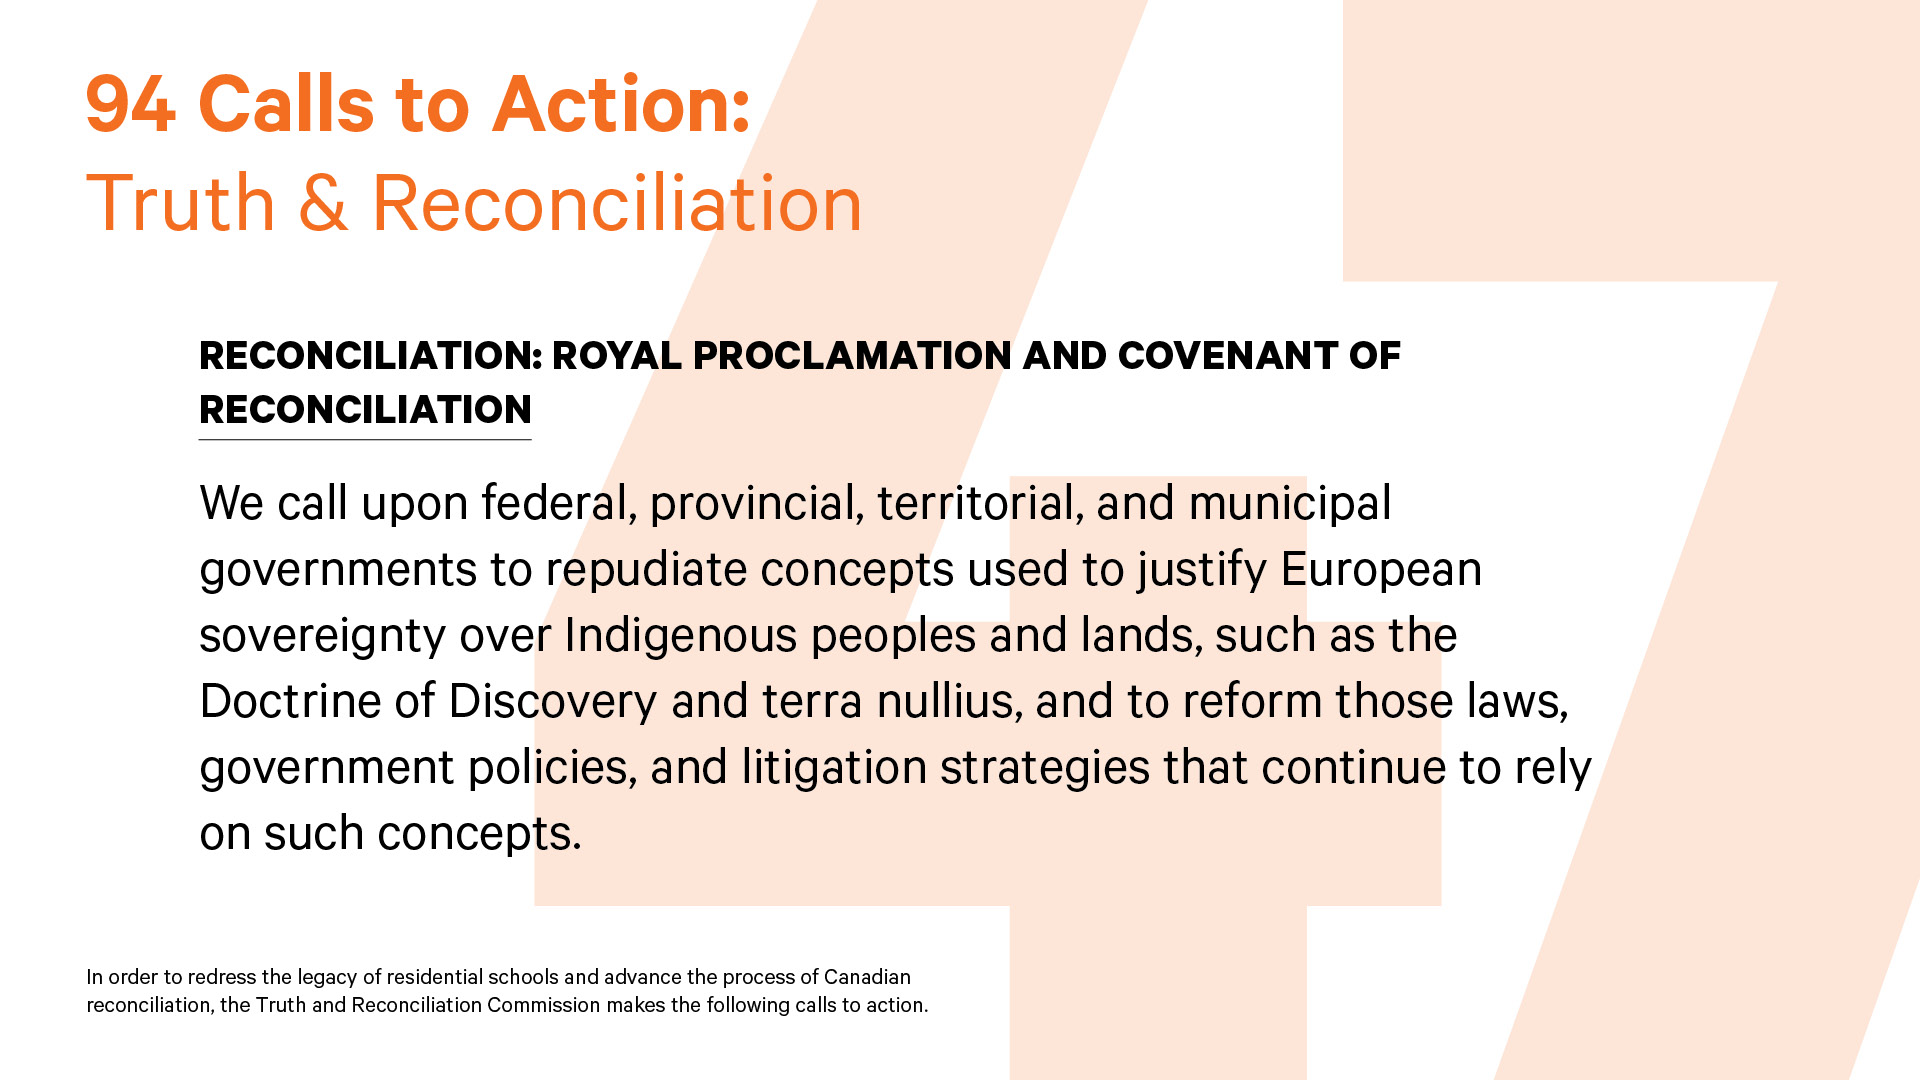 94 Calls to Action:
Truth & Reconciliation
47
RECONCILIATION: ROYAL PROCLAMATION AND COVENANT OF
RECONCILIATION
We call upon federal, provincial, territorial, and municipal
governments to repudiate concepts used to justify European
sovereignty over Indigenous peoples and lands, such as the
Doctrine of Discovery and terra nullius, and to reform those laws,
government policies, and litigation strategies that continue to rely
on such concepts.
In order to redress the legacy of residential schools and advance the process of Canadian
reconciliation, the Truth and Reconciliation Commission makes the following calls to action.